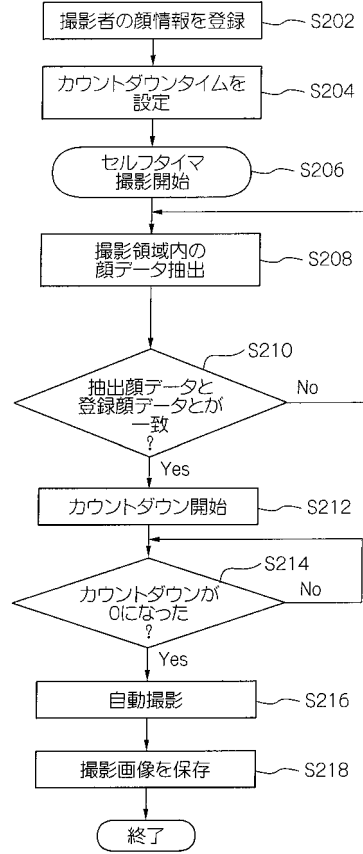 撮影者の顔情報を登録
S202
カウントダウンタイムを
設定
S204
セルフタイマ
撮影開始
S206
撮影領域内の
顔データ抽出
S208
S210
抽出顔データと
登録顔データとが
一致
?
No
Yes
カウントダウン開始
S212
S214
カウントダウンが
0になった
?
No
Yes
自動撮影
S216
撮影画像を保存
S218
終了